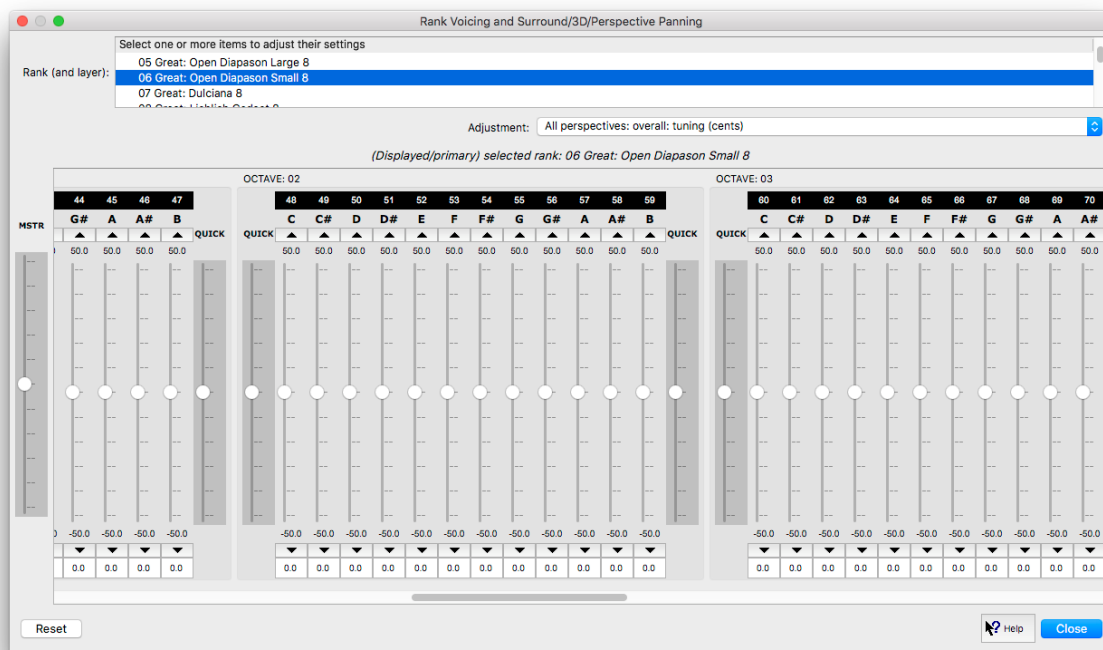 Rank Voicing and Surround/3D/Perspective Panning
Select one or more items to adjust their settings
Rank (and layer):
05 Great: Open Diapason Large 8
06 Great: Open Diapason Small 8
07 Great: Dulciana 8
Adjustment: All perspectives: overall: tuning (cents)
(Displayed/primary) selected rank: 06 Great: Open Diapason Small 8
OCTAVE: 02 OCTAVE: 03
44 45 46 47 48 49 50 51 52 53 54 55 56 57 58 59 60 61 62 63 64 65 66 67 68 69 70
G# A A# B C C# D D# E F F# G G# A A# B C C# D D# E F F# G G# A A#
MSTR QUICK QUICK QUICK QUICK
50.0 50.0 50.0 50.0 50.0 50.0 50.0 50.0 50.0 50.0 50.0 50.0 50.0 50.0 50.0 50.0 50.0 50.0 50.0 50.0 50.0 50.0 50.0 50.0 50.0 50.0 50.0
-50.0 -50.0 -50.0 -50.0 -50.0 -50.0 -50.0 -50.0 -50.0 -50.0 -50.0 -50.0 -50.0 -50.0 -50.0 -50.0 -50.0 -50.0 -50.0 -50.0 -50.0 -50.0 -50.0 -50.0 -50.0 -50.0 -50.0
0.0 0.0 0.0 0.0 0.0 0.0 0.0 0.0 0.0 0.0 0.0 0.0 0.0 0.0 0.0 0.0 0.0 0.0 0.0 0.0 0.0 0.0 0.0 0.0 0.0 0.0 0.0
Reset ? Help Close